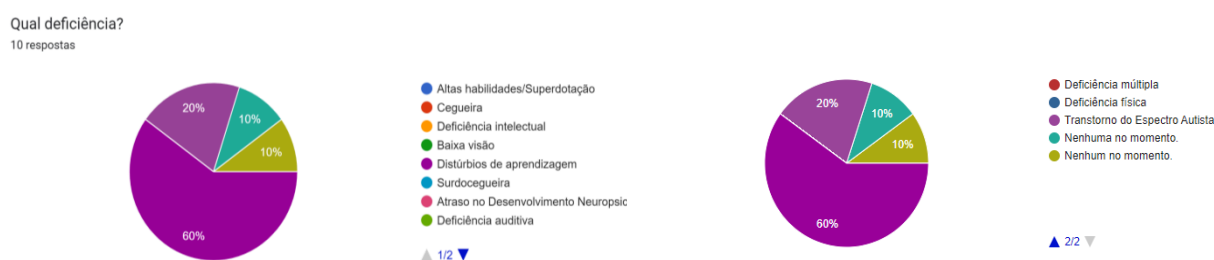 Qual deficiência?
10 respostas
20%
10%
10%
60%
Altas habilidades/Superdotação
Cegueira
Deficiência intelectual
Baixa visão
Distúrbios de aprendizagem
Surdocegueira
Atraso no Desenvolvimento Neuropsic
Deficiência auditiva
1/2
20%
10%
10%
60%
Deficiência múltipla
Deficiência física
Transtorno do Espectro Autista
Nenhuma no momento.
Nenhum no momento.
2/2